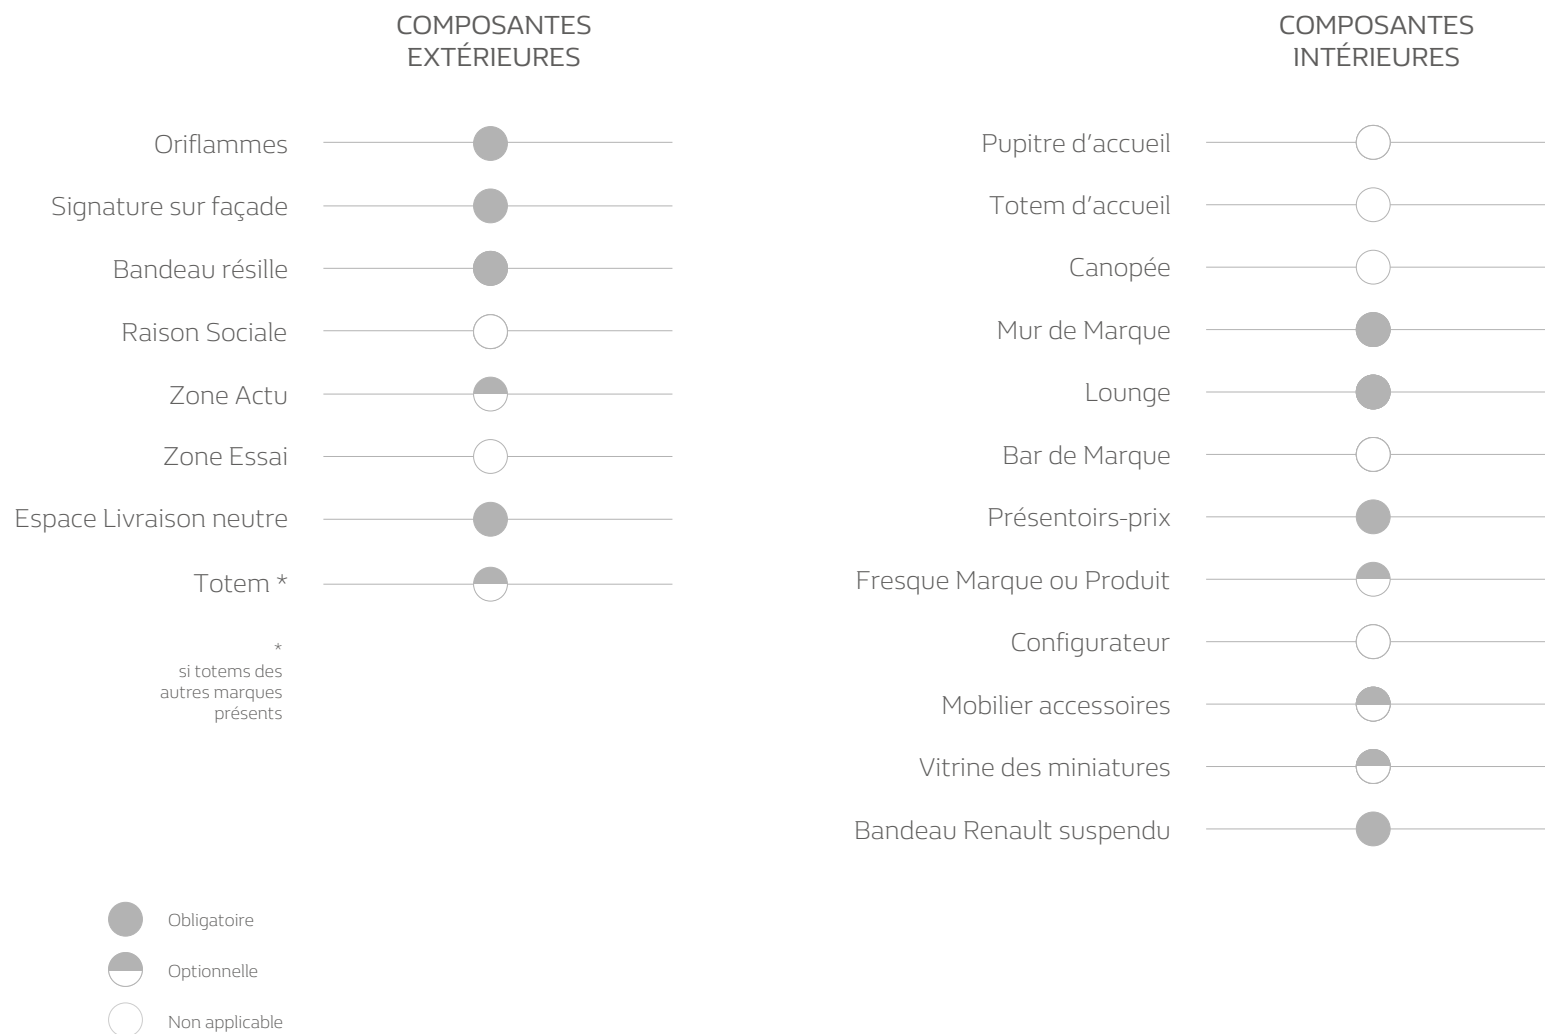 COMPOSANTES
EXTÉRIEURES
Oriflammes
Signature sur façade
Bandeau résille
Raison Sociale
Zone Actu
Zone Essai
Espace Livraison neutre
Totem *
*
si totems des
autres marques
présents
COMPOSANTES
INTÉRIEURES
Pupitre d’accueil
Totem d’accueil
Canopée
Mur de Marque
Lounge
Bar de Marque
Présentoirs-prix
Fresque Marque ou Produit
Configurateur
Mobilier accessoires
Vitrine des miniatures
Bandeau Renault suspendu
Obligatoire
Optionnelle
Non applicable